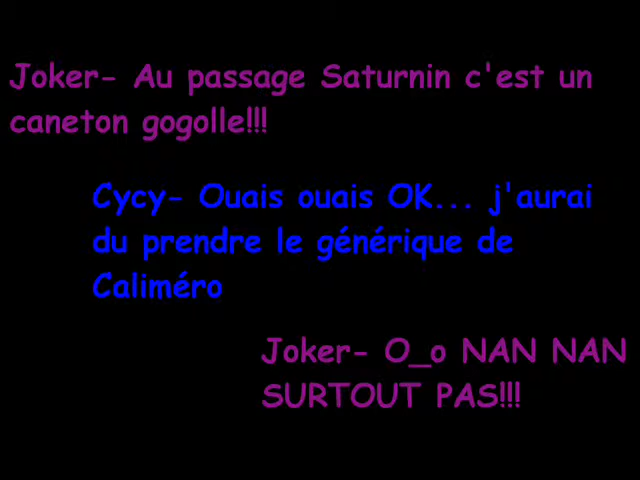 Joker- Au passage Saturnin c'est un
caneton gogolle!!!
Cycy- Ouais ouais OK... j'aurai
du prendre le générique de
Caliméro
Joker- O_o NAN NAN
SURTOUT PAS!!!